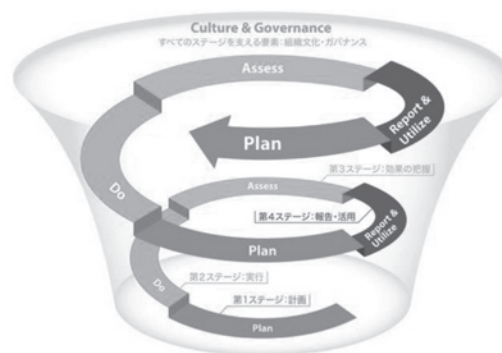 Culture & Governance
すべてのステージを支える要素：組織文化・ガバナンス
Assess
Report &
Utilize
Plan
Do
第3ステージ：効果の把握
Assess
第4ステージ：報告・活用
Report &
Utilize
Plan
第2ステージ：実行
Do
第1ステージ：計画
Plan